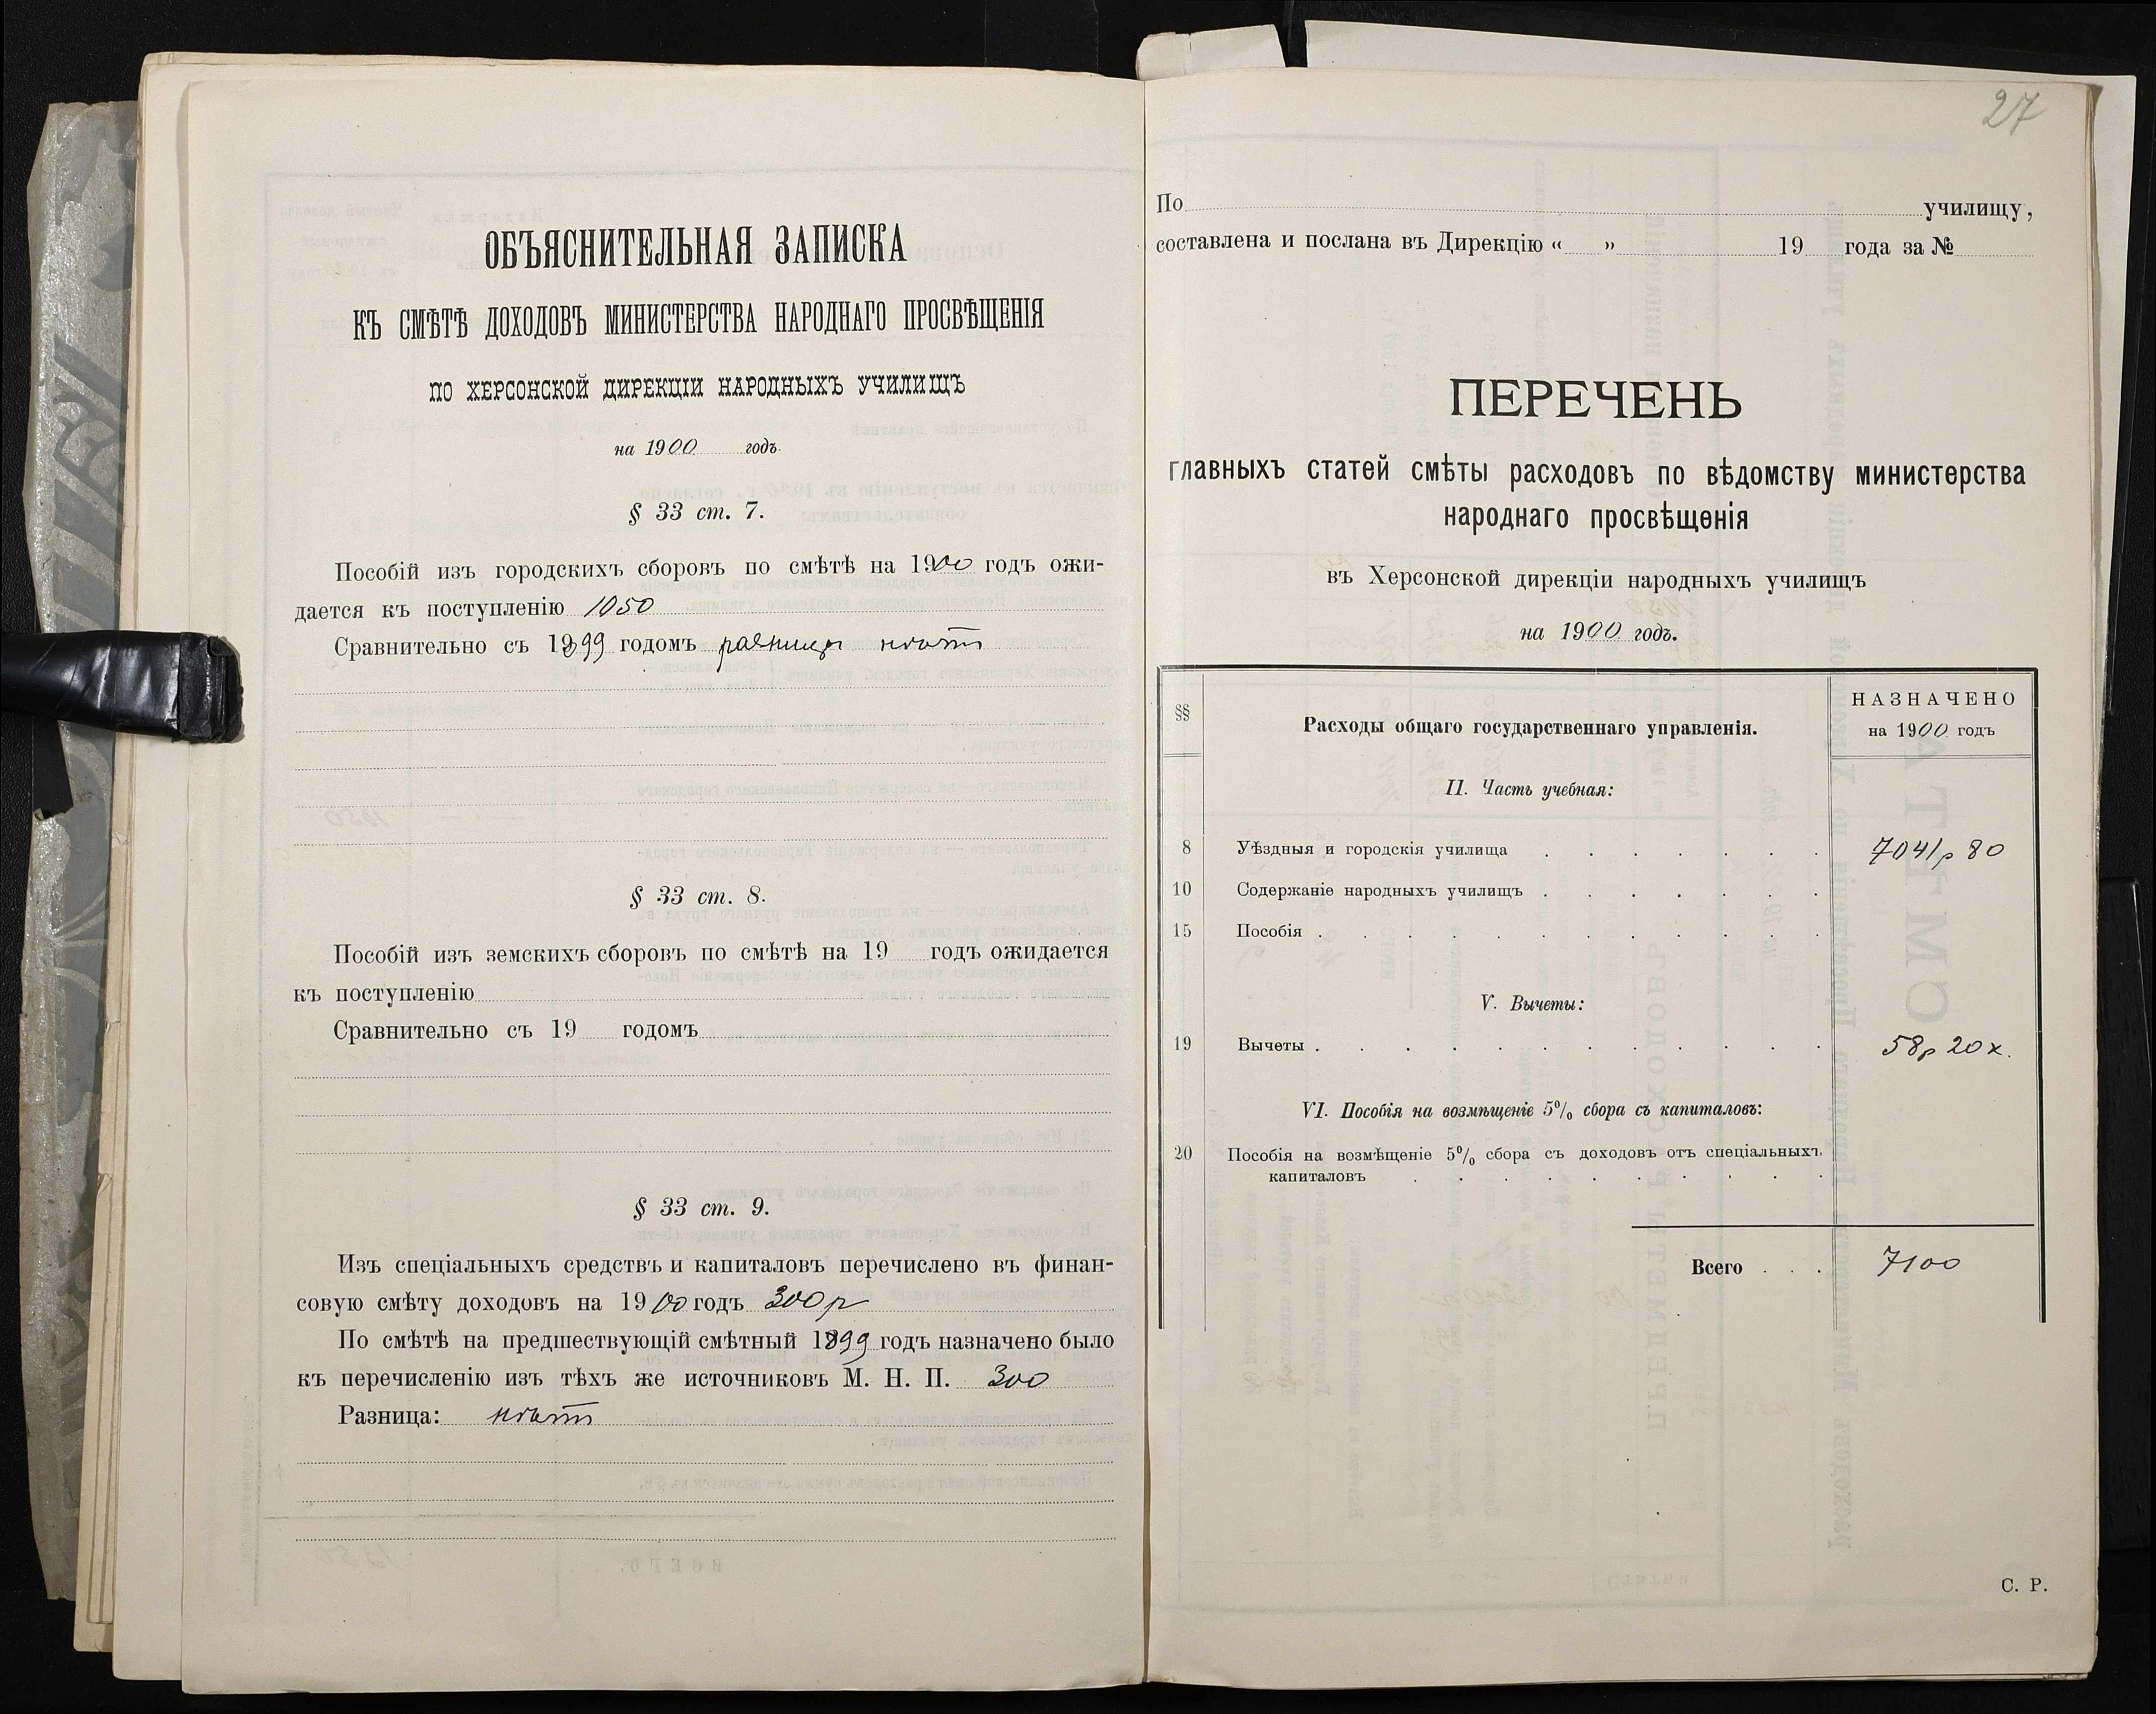 ОБЪЯСНИТЕЛЬНАЯ ЗАПИСКА
КЪ СМѢТѢ ДОХОДОВЪ МИНИСТЕРСТВА НАРОДНАГО ПРОСВѢЩЕНІЯ
ПО ХЕРСОНСКОЙ ДИРЕКЦІИ НАРОДНЫХЪ УЧИЛИЩЪ
на 1900 годъ.
§ 33 ст. 7.
Пособій изъ городскихъ сборовъ по смѣтѣ на 1900 годъ ожи-
дается къ поступленію 1050
Сравнительно съ 1899 годомъ разницы нѣтъ
§ 33 ст. 8.
Пособій изъ земскихъ сборовъ по смѣтѣ на 19 годъ ожидается
къ поступленію
Сравнительно съ 19 годомъ
§ 33 ст. 9.
Изъ спеціальныхъ средствъ и капиталовъ перечислено въ финан-
совую смѣту доходовъ на 1900 годъ 300 р
По смѣтѣ на предшествующій смѣтный 1899 годъ назначено было
къ перечисленію изъ тѣхъ же источниковъ М. Н. П. 300
Разница: нѣтъ
27
По училищу,
составлена и послана въ Дирекцію « » 19 года за №
ПЕРЕЧЕНЬ
главныхъ статей смѣты расходовъ по вѣдомству министерства
народнаго просвѣщенія
въ Херсонской дирекціи народныхъ училищъ
на 1900 годъ.
§§ Расходы общаго государственнаго управленія. НАЗНАЧЕНО
на 1900 годъ
II. Часть учебная:
8 Уѣздныя и городскія училища . . . . . . . 7041р 80
10 Содержаніе народныхъ училищъ . . . . . . .
15 Пособія . . . . . . . . . . . .
V. Вычеты:
19 Вычеты . . . . . . . . . . . . 58р 20 к.
VI. Пособія на возмѣщеніе 5% сбора съ капиталовъ:
20 Пособія на возмѣщеніе 5% сбора съ доходовъ отъ спеціальныхъ
капиталовъ . . . . . . . . . .
Всего . . . 7100
С. Р.